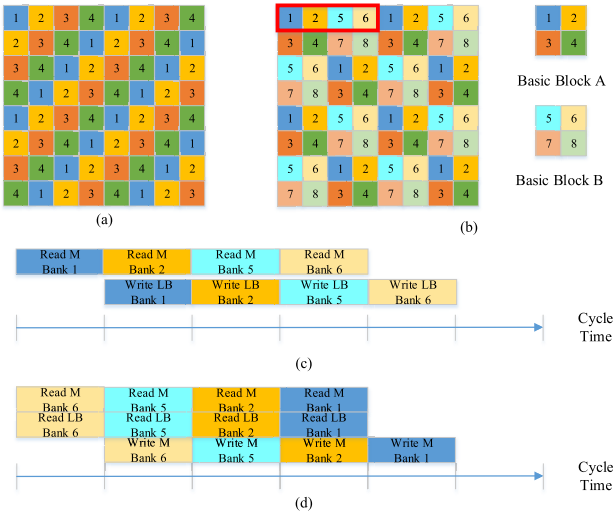 1 2 3 4 1 2 3 4
2 3 4 1 2 3 4 1
3 4 1 2 3 4 1 2
4 1 2 3 4 1 2 3
1 2 3 4 1 2 3 4
2 3 4 1 2 3 4 1
3 4 1 2 3 4 1 2
4 1 2 3 4 1 2 3
(a)
1 2 5 6 1 2 5 6
3 4 7 8 3 4 7 8
5 6 1 2 5 6 1 2
7 8 3 4 7 8 3 4
1 2 5 6 1 2 5 6
3 4 7 8 3 4 7 8
5 6 1 2 5 6 1 2
7 8 3 4 7 8 3 4
(b)
1 2
3 4
Basic Block A
5 6
7 8
Basic Block B
Read M Read M Read M Read M
Bank 1 Bank 2 Bank 5 Bank 6
Write LB Write LB Write LB Write LB
Bank 1 Bank 2 Bank 5 Bank 6
Cycle
Time
(c)
Read M Read M Read M Read M
Bank 6 Bank 5 Bank 2 Bank 1
Read LB Read LB Read LB Read LB
Bank 6 Bank 5 Bank 2 Bank 1
Write M Write M Write M Write M
Bank 6 Bank 5 Bank 2 Bank 1
Cycle
Time
(d)